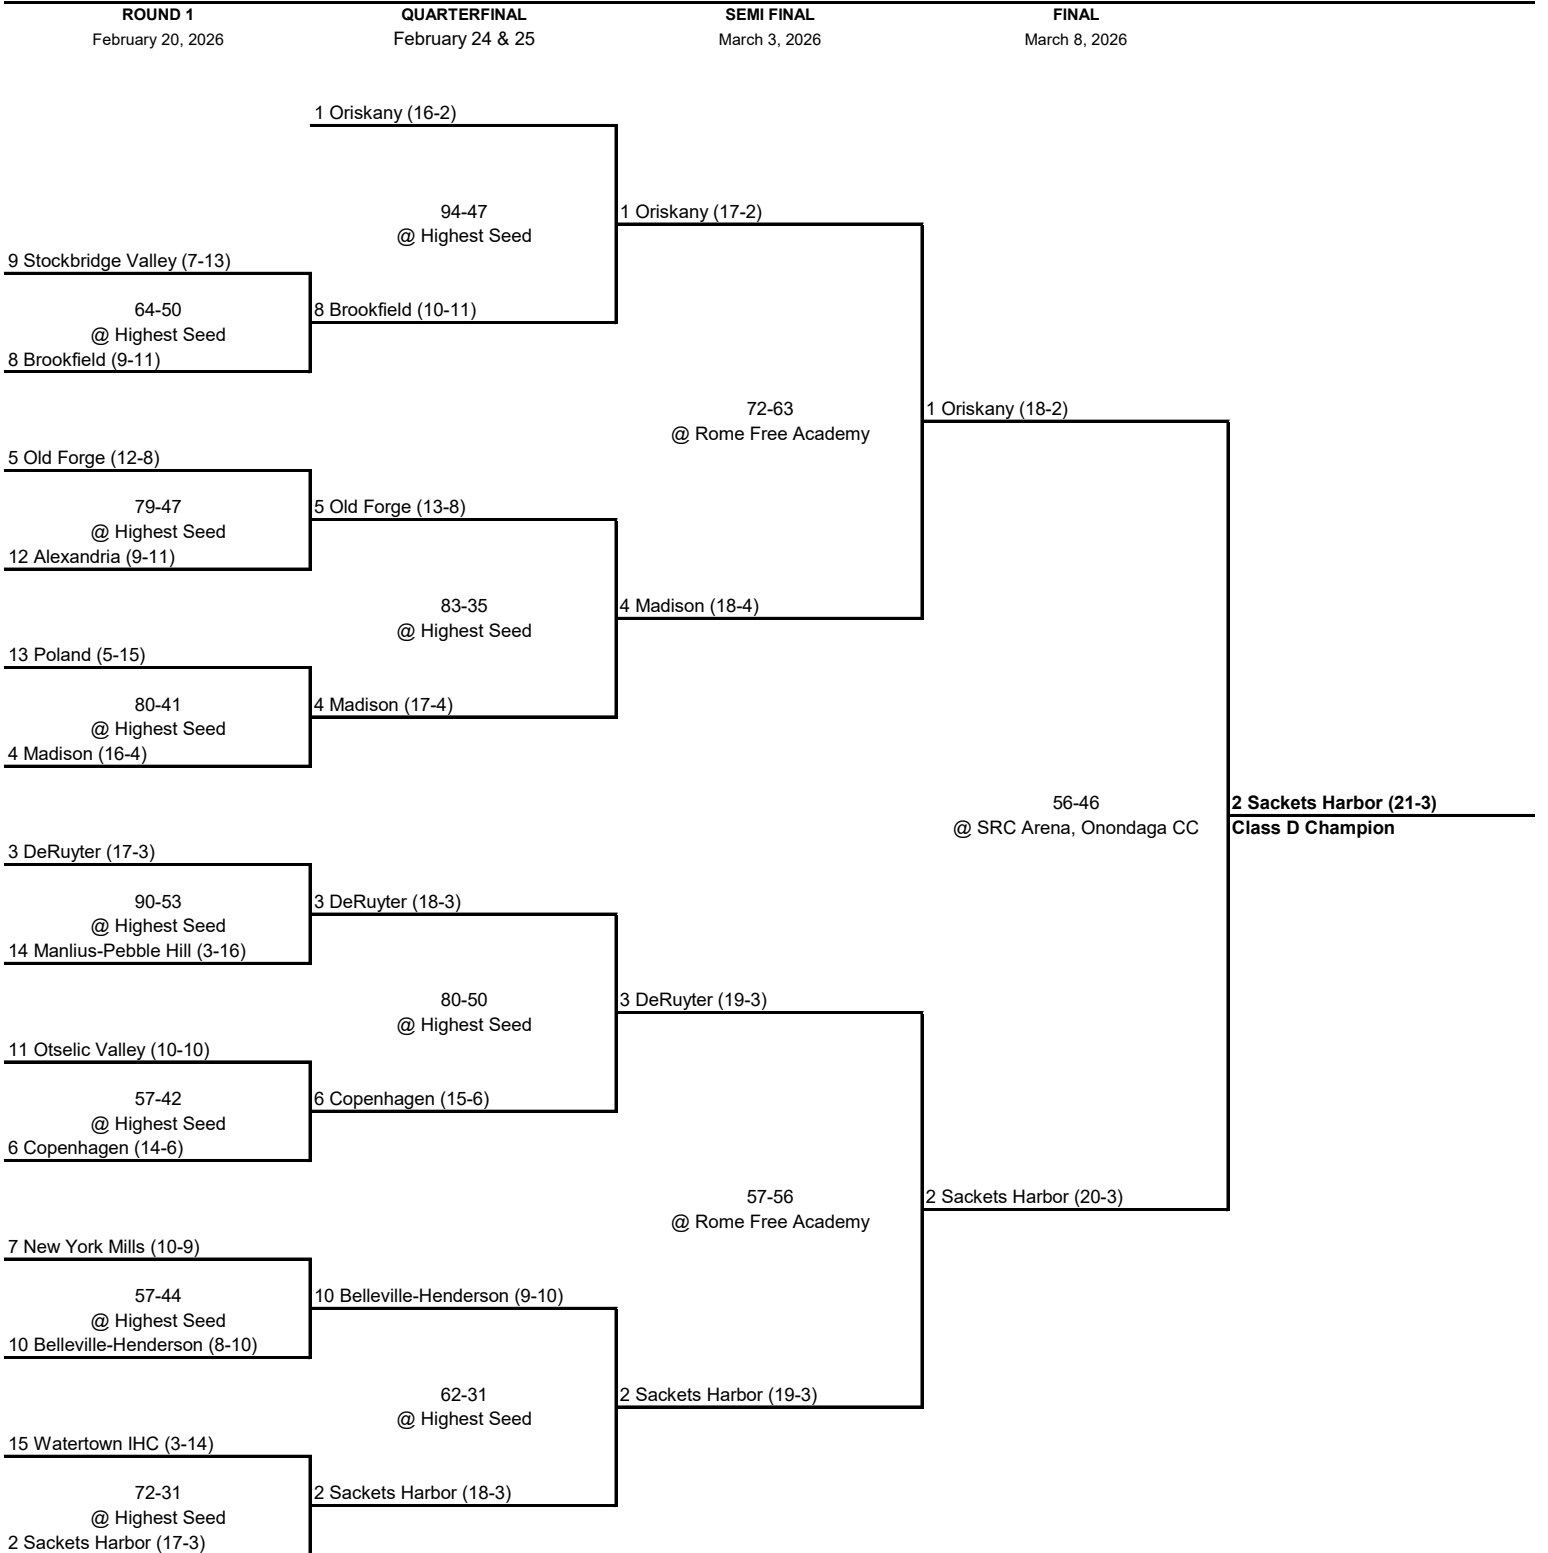 ROUND 1
February 20, 2026
QUARTERFINAL
February 24 & 25
SEMI FINAL
March 3, 2026
FINAL
March 8, 2026
1 Oriskany (16-2)
94-47
@ Highest Seed
1 Oriskany (17-2)
9 Stockbridge Valley (7-13)
64-50
@ Highest Seed
8 Brookfield (10-11)
8 Brookfield (9-11)
72-63
@ Rome Free Academy
1 Oriskany (18-2)
5 Old Forge (12-8)
79-47
@ Highest Seed
5 Old Forge (13-8)
12 Alexandria (9-11)
83-35
@ Highest Seed
4 Madison (18-4)
13 Poland (5-15)
80-41
@ Highest Seed
4 Madison (17-4)
4 Madison (16-4)
56-46
@ SRC Arena, Onondaga CC
2 Sackets Harbor (21-3)
Class D Champion
3 DeRuyter (17-3)
90-53
@ Highest Seed
3 DeRuyter (18-3)
14 Manlius-Pebble Hill (3-16)
80-50
@ Highest Seed
3 DeRuyter (19-3)
11 Otselic Valley (10-10)
57-42
@ Highest Seed
6 Copenhagen (15-6)
6 Copenhagen (14-6)
57-56
@ Rome Free Academy
2 Sackets Harbor (20-3)
7 New York Mills (10-9)
57-44
@ Highest Seed
10 Belleville-Henderson (9-10)
10 Belleville-Henderson (8-10)
62-31
@ Highest Seed
2 Sackets Harbor (19-3)
15 Watertown IHC (3-14)
72-31
@ Highest Seed
2 Sackets Harbor (18-3)
2 Sackets Harbor (17-3)